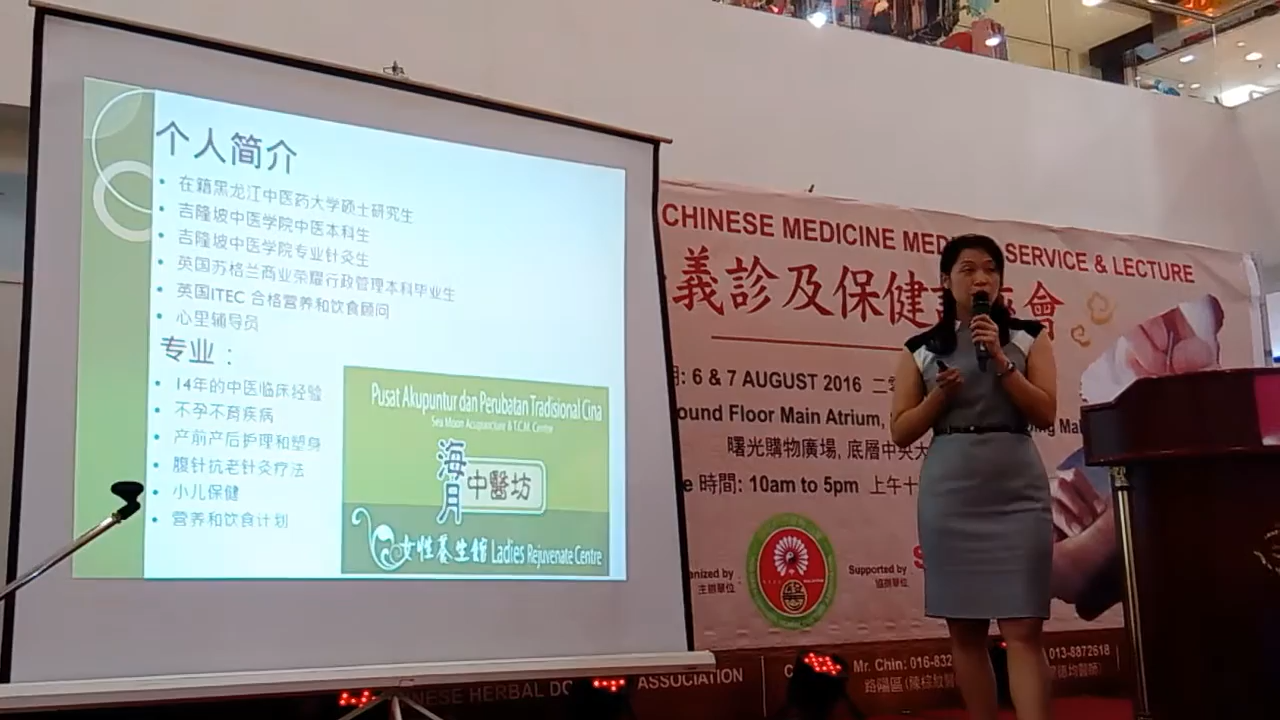 个人简介
• 在籍黑龙江中医药大学硕士研究生
• 吉隆坡中医学院中医本科生
• 吉隆坡中医学院专业针灸生
• 英国苏格兰商业荣耀行政管理本科毕业生
• 英国ITEC 合格营养和饮食顾问
• 心里辅导员
专业：
• 14年的中医临床经验
• 不孕不育疾病
• 产前产后护理和塑身
• 腹针抗老针灸疗法
• 小儿保健
• 营养和饮食计划
Pusat Akupuntur dan Perubatan Tradisional Cina
Sea Moon Acupuncture & T.C.M. Centre
海月
中醫坊
女性養生館 Ladies Rejuvenate Centre
CHINESE MEDICINE SERVICE & LECTURE
義診及保健 會
6 & 7 AUGUST 2016 二
Floor Main Atrium,
曙光購物廣場, 底層中央大
時間: 10am to 5pm 上午十
by :
主辦單位
Supported by :
協辦單位
HERBAL ASSOCIATION
Mr. Chin: 016-832
013-8872618
路陽區